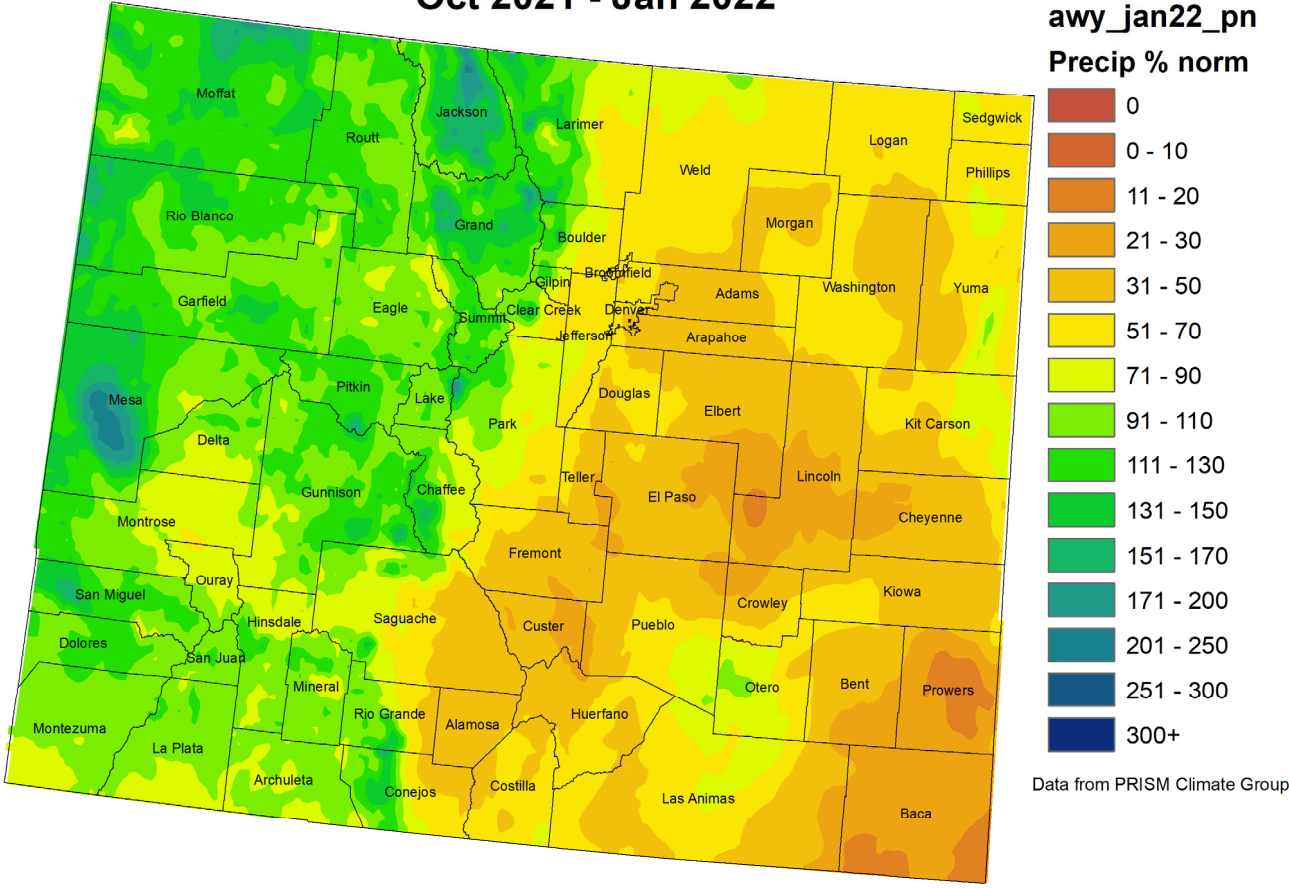 Oct 2021 - Jan 2022
awy_jan22_pn
Precip % norm
0
0 - 10
11 - 20
21 - 30
31 - 50
51 - 70
71 - 90
91 - 110
111 - 130
131 - 150
151 - 170
171 - 200
201 - 250
251 - 300
300+
Data from PRISM Climate Group
Moffat
Routt
Jackson
Larimer
Weld
Logan
Sedgwick
Phillips
Rio Blanco
Grand
Boulder
Morgan
Broomfield
Gilpin
Garfield
Eagle
Summit
Clear Creek
Denver
Adams
Washington
Yuma
Jefferson
Arapahoe
Mesa
Pitkin
Lake
Park
Douglas
Elbert
Kit Carson
Delta
Gunnison
Chaffee
Teller
El Paso
Lincoln
Cheyenne
Montrose
Fremont
Ouray
San Miguel
Hinsdale
Saguache
Custer
Pueblo
Crowley
Kiowa
Dolores
San Juan
Mineral
Otero
Bent
Prowers
Montezuma
La Plata
Rio Grande
Alamosa
Huerfano
Archuleta
Conejos
Costilla
Las Animas
Baca